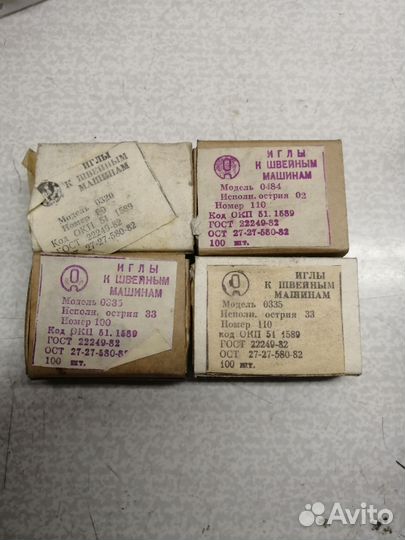 ИГЛЫ
К ШВЕЙНЫМ
МАШИНАМ
Модель 0320
Номер 60
Код ОКП 51 1589
ГОСТ 22249-82
27-27-580-82
ИГЛЫ
К ШВЕЙНЫМ
МАШИНАМ
Модель 0484
Исполн. острия 02
Номер 110
Код ОКП 51. 1589
ГОСТ 22249-82
ОСТ 27-27-580-82
100 шт.
ИГЛЫ
К ШВЕЙНЫМ
МАШИНАМ
Модель 0335
Исполн. острия 33
Номер 100
Код ОКП 51. 1589
ГОСТ 22249-82
ОСТ 27-27-580-82
100 шт.
ИГЛЫ
К ШВЕЙНЫМ
МАШИНАМ
Модель 0335
Исполн. острия 33
Номер 110
код ОКП 51 1589
ГОСТ 22249-82
ОСТ 27-27-580-82
100 шт.
Avito